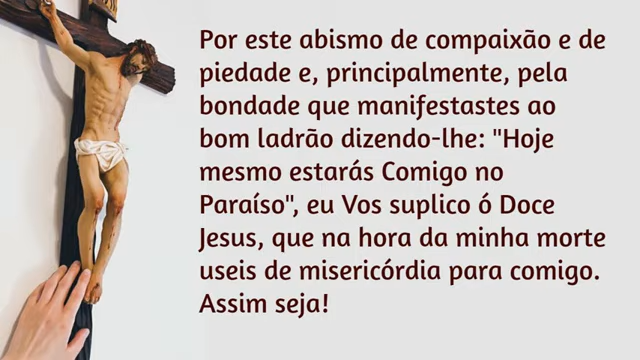 Por este abismo de compaixão e de
piedade e, principalmente, pela
bondade que manifestastes ao
bom ladrão dizendo-lhe: "Hoje
mesmo estarás Comigo no
Paraíso", eu Vos suplico ó Doce
Jesus, que na hora da minha morte
useis de misericórdia para comigo.
Assim seja!